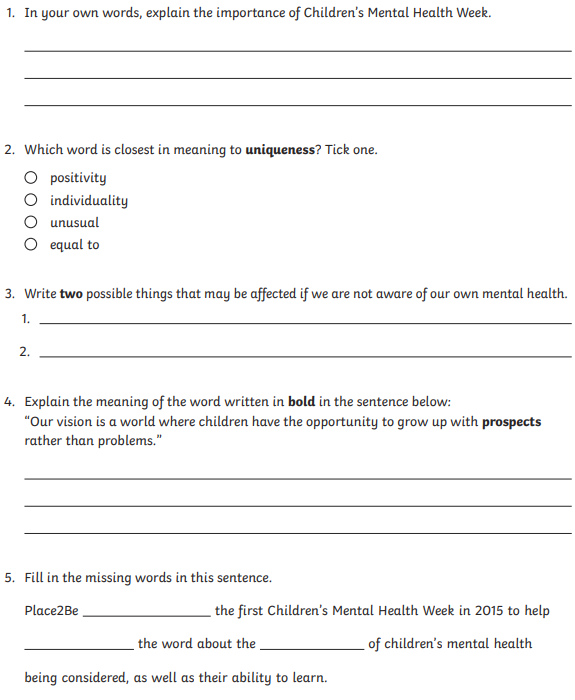 1. In your own words, explain the importance of Children's Mental Health Week.
2. Which word is closest in meaning to uniqueness? Tick one.
positivity
individuality
unusual
equal to
3. Write two possible things that may be affected if we are not aware of our own mental health.
1.
2.
4. Explain the meaning of the word written in bold in the sentence below:
"Our vision is a world where children have the opportunity to grow up with prospects
rather than problems."
5. Fill in the missing words in this sentence.
Place2Be ____________ the first Children's Mental Health Week in 2015 to help
____________ the word about the ____________ of children's mental health
being considered, as well as their ability to learn.